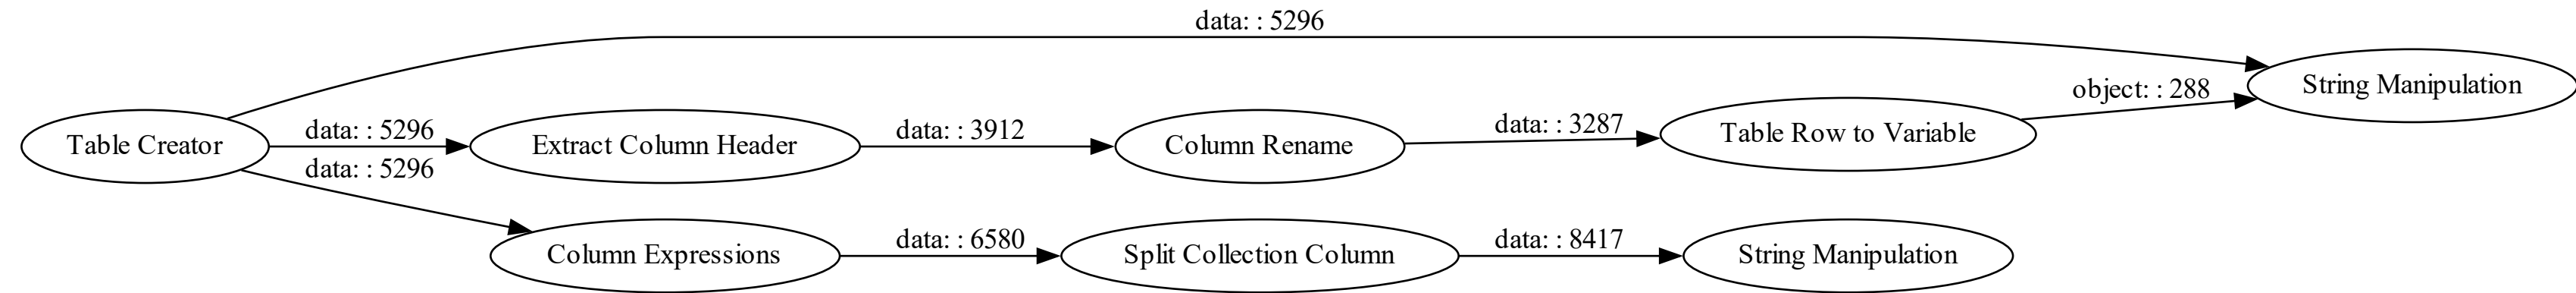 data: : 5296
String Manipulation
object: : 288
Table Creator
data: : 5296
Extract Column Header
data: : 3912
Column Rename
data: : 3287
Table Row to Variable
data: : 5296
Column Expressions
data: : 6580
Split Collection Column
data: : 8417
String Manipulation